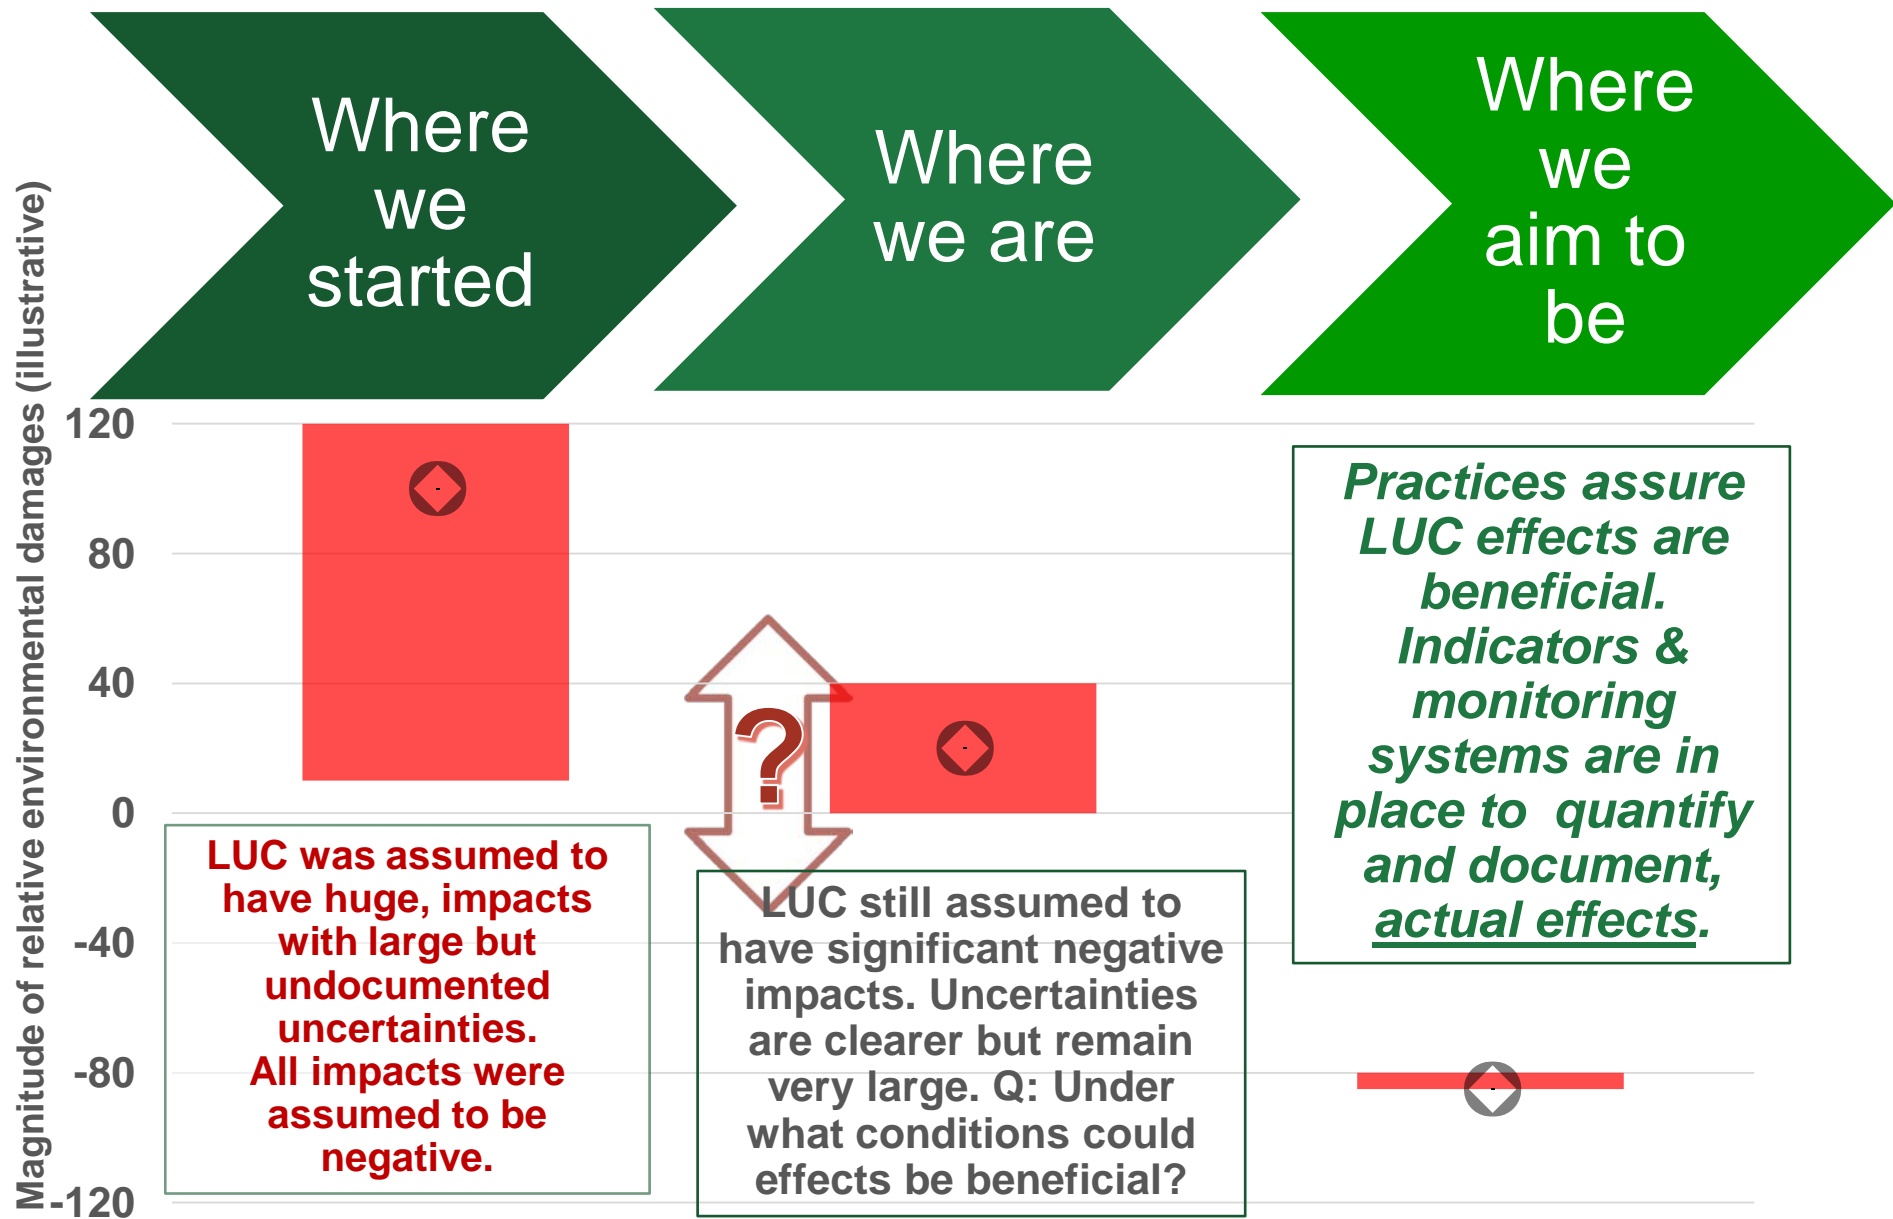 Where
we
started
Where
we are
Where
we
aim to
be
Magnitude of relative environmental damages (illustrative)
120
80
40
0
-40
-80
-120
-
-
-
?
LUC was assumed to
have huge, impacts
with large but
undocumented
uncertainties.
All impacts were
assumed to be
negative.
LUC still assumed to
have significant negative
impacts. Uncertainties
are clearer but remain
very large. Q: Under
what conditions could
effects be beneficial?
Practices assure
LUC effects are
beneficial.
Indicators &
monitoring
systems are in
place to  quantify
and document,
actual effects.